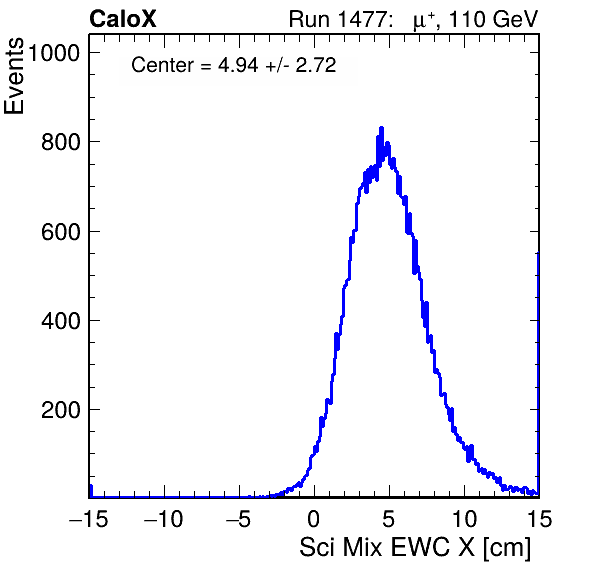 CaloX Run 1477: μ⁺, 110 GeV
Center = 4.94 +/- 2.72
Events
1000
800
600
400
200
−15 −10 −5 0 5 10 15
Sci Mix EWC X [cm]